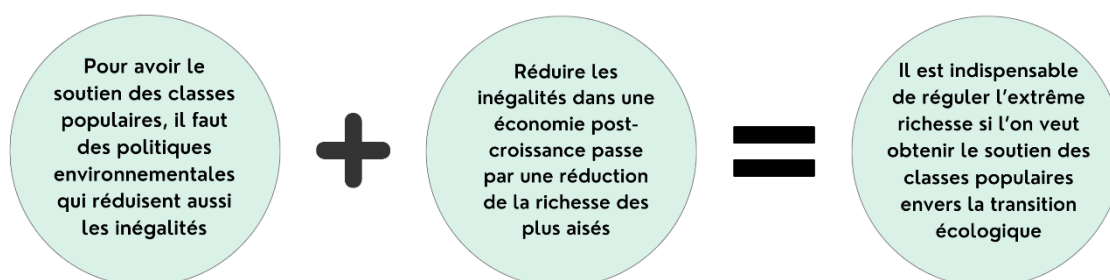 Pour avoir le
soutien des classes
populaires, il faut
des politiques
environnementales
qui réduisent aussi
les inégalités
+
Réduire les
inégalités dans une
économie post-
croissance passe
par une réduction
de la richesse des
plus aisés
=
Il est indispensable
de réguler l’extrême
richesse si l’on veut
obtenir le soutien des
classes populaires
envers la transition
écologique